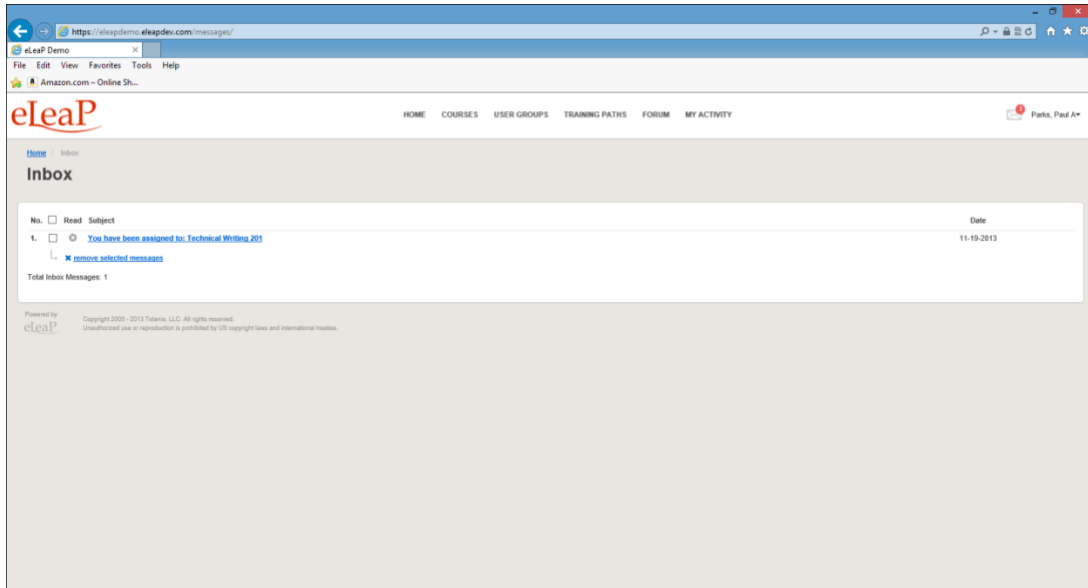 https://eleapdemo.eleapdev.com/messages/
eLeaP Demo
File Edit View Favorites Tools Help
Amazon.com – Online Sh...
eLeaP
HOME COURSES USER GROUPS TRAINING PATHS FORUM MY ACTIVITY
1
Parks, Paul A
Home / Inbox
Inbox
No. Read Subject Date
1. You have been assigned to: Technical Writing 201 11-19-2013
remove selected messages
Total Inbox Messages: 1
Powered by
eLeaP
Copyright 2005 - 2013 Telania, LLC. All rights reserved.
Unauthorized use or reproduction is prohibited by US copyright laws and international treaties.